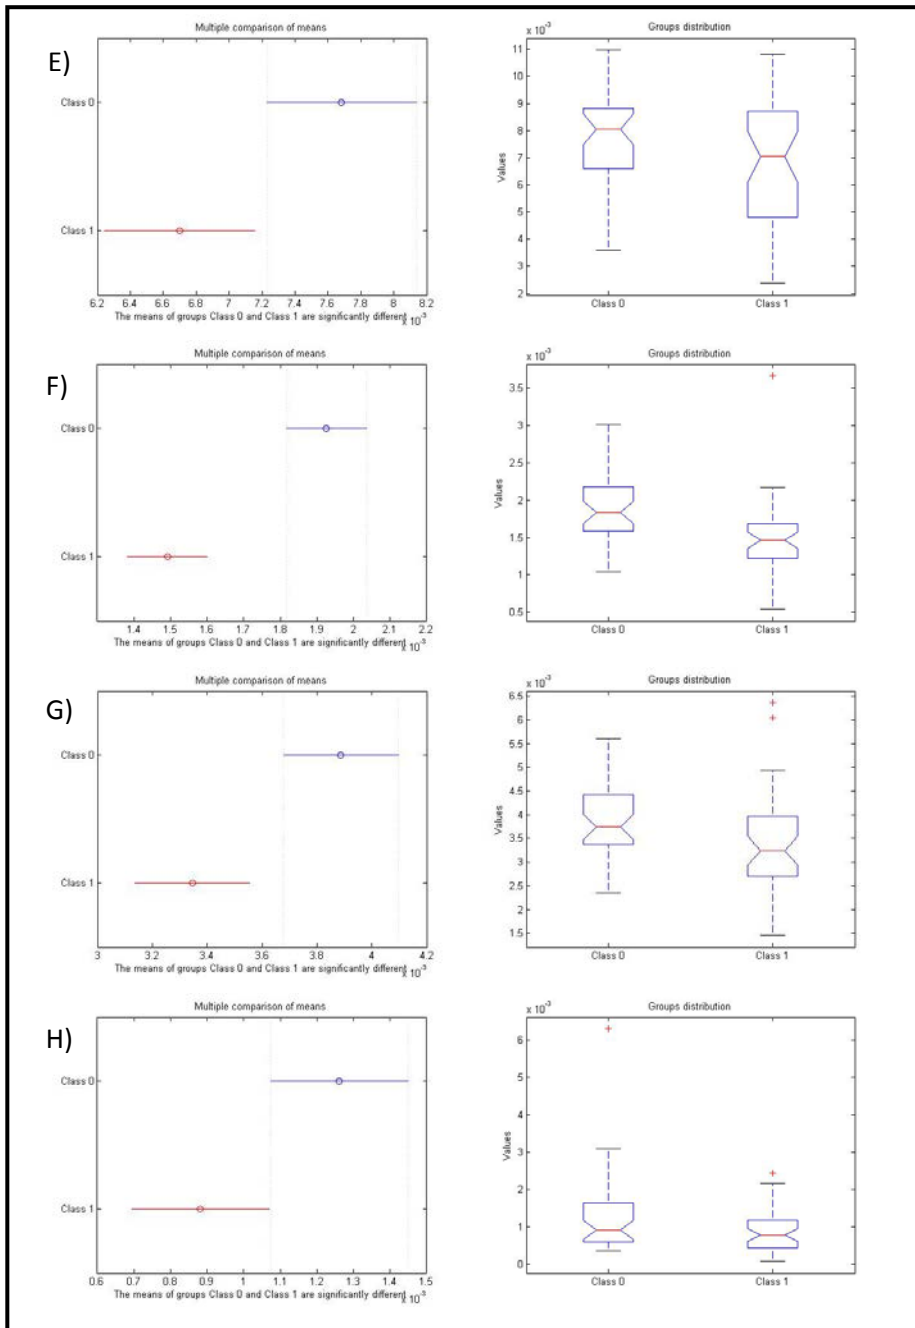 E)
Multiple comparison of means
Class 0
Class 1
6.2 6.4 6.6 6.8 7 7.2 7.4 7.6 7.8 8 8.2
x 10⁻³
The means of groups Class 0 and Class 1 are significantly different
Groups distribution
x 10⁻³
11
10
9
8
7
6
5
4
3
2
Values
Class 0 Class 1
F)
Multiple comparison of means
Class 0
Class 1
1.4 1.5 1.6 1.7 1.8 1.9 2 2.1 2.2
x 10⁻³
The means of groups Class 0 and Class 1 are significantly different
Groups distribution
x 10⁻³
3.5
3
2.5
2
1.5
1
0.5
Values
Class 0 Class 1
G)
Multiple comparison of means
Class 0
Class 1
3 3.2 3.4 3.6 3.8 4 4.2
x 10⁻³
The means of groups Class 0 and Class 1 are significantly different
Groups distribution
x 10⁻³
6.5
6
5.5
5
4.5
4
3.5
3
2.5
2
1.5
Values
Class 0 Class 1
H)
Multiple comparison of means
Class 0
Class 1
0.6 0.7 0.8 0.9 1 1.1 1.2 1.3 1.4 1.5
x 10⁻³
The means of groups Class 0 and Class 1 are significantly different
Groups distribution
x 10⁻³
6
5
4
3
2
1
0
Values
Class 0 Class 1